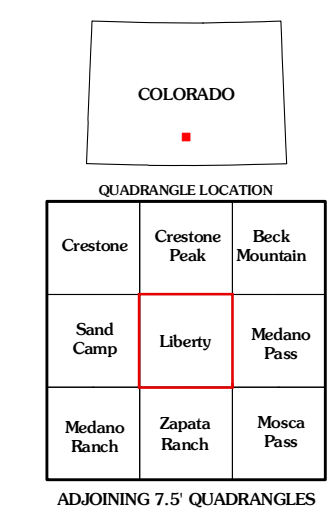 COLORADO
QUADRANGLE LOCATION
Crestone
Crestone
Peak
Beck
Mountain
Sand
Camp
Liberty
Medano
Pass
Medano
Ranch
Zapata
Ranch
Mosca
Pass
ADJOINING 7.5' QUADRANGLES